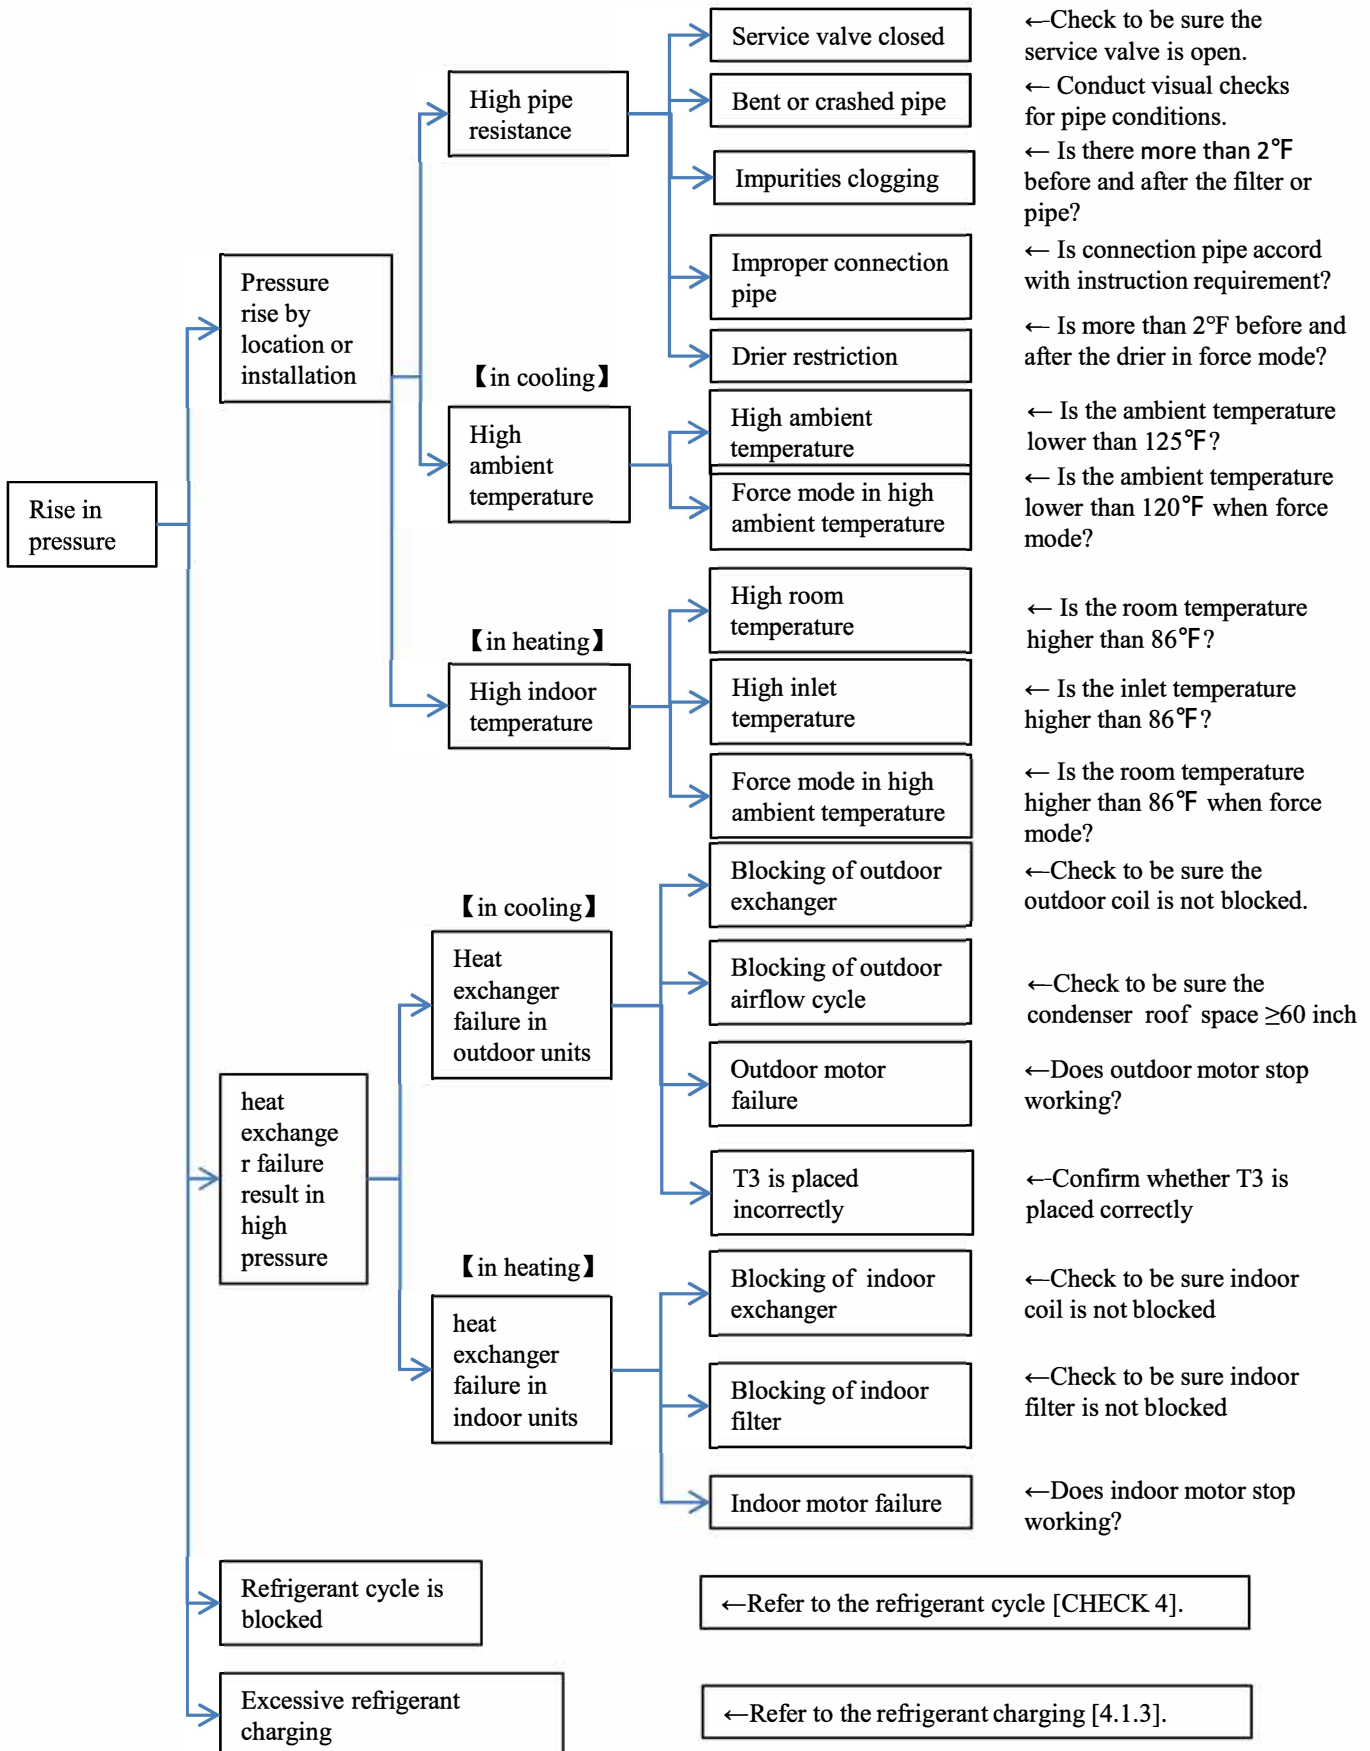 Rise in
pressure
Pressure
rise by
location or
installation
High pipe
resistance
Service valve closed
←Check to be sure the
service valve is open.
Bent or crashed pipe
← Conduct visual checks
for pipe conditions.
Impurities clogging
← Is there more than 2℉
before and after the filter or
pipe?
Improper connection
pipe
← Is connection pipe accord
with instruction requirement?
Drier restriction
← Is more than 2°F before and
after the drier in force mode?
【in cooling】
High
ambient
temperature
High ambient
temperature
← Is the ambient temperature
lower than 125℉?
Force mode in high
ambient temperature
← Is the ambient temperature
lower than 120℉ when force
mode?
【in heating】
High indoor
temperature
High room
temperature
← Is the room temperature
higher than 86℉?
High inlet
temperature
← Is the inlet temperature
higher than 86℉?
Force mode in high
ambient temperature
← Is the room temperature
higher than 86℉ when force
mode?
heat
exchange
r failure
result in
high
pressure
【in cooling】
Heat
exchanger
failure in
outdoor units
Blocking of outdoor
exchanger
←Check to be sure the
outdoor coil is not blocked.
Blocking of outdoor
airflow cycle
←Check to be sure the
condenser roof space ≥60 inch
Outdoor motor
failure
←Does outdoor motor stop
working?
T3 is placed
incorrectly
←Confirm whether T3 is
placed correctly
【in heating】
heat
exchanger
failure in
indoor units
Blocking of indoor
exchanger
←Check to be sure indoor
coil is not blocked
Blocking of indoor
filter
←Check to be sure indoor
filter is not blocked
Indoor motor failure
←Does indoor motor stop
working?
Refrigerant cycle is
blocked
←Refer to the refrigerant cycle [CHECK 4].
Excessive refrigerant
charging
←Refer to the refrigerant charging [4.1.3].